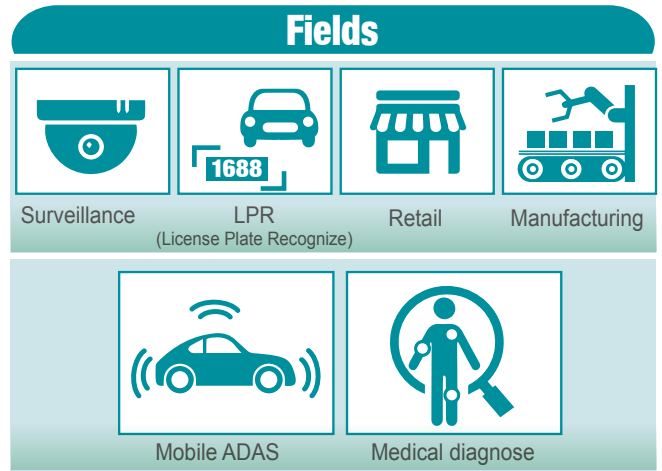 Fields
1688
Surveillance
LPR
(License Plate Recognize)
Retail
Manufacturing
Mobile ADAS
Medical diagnose